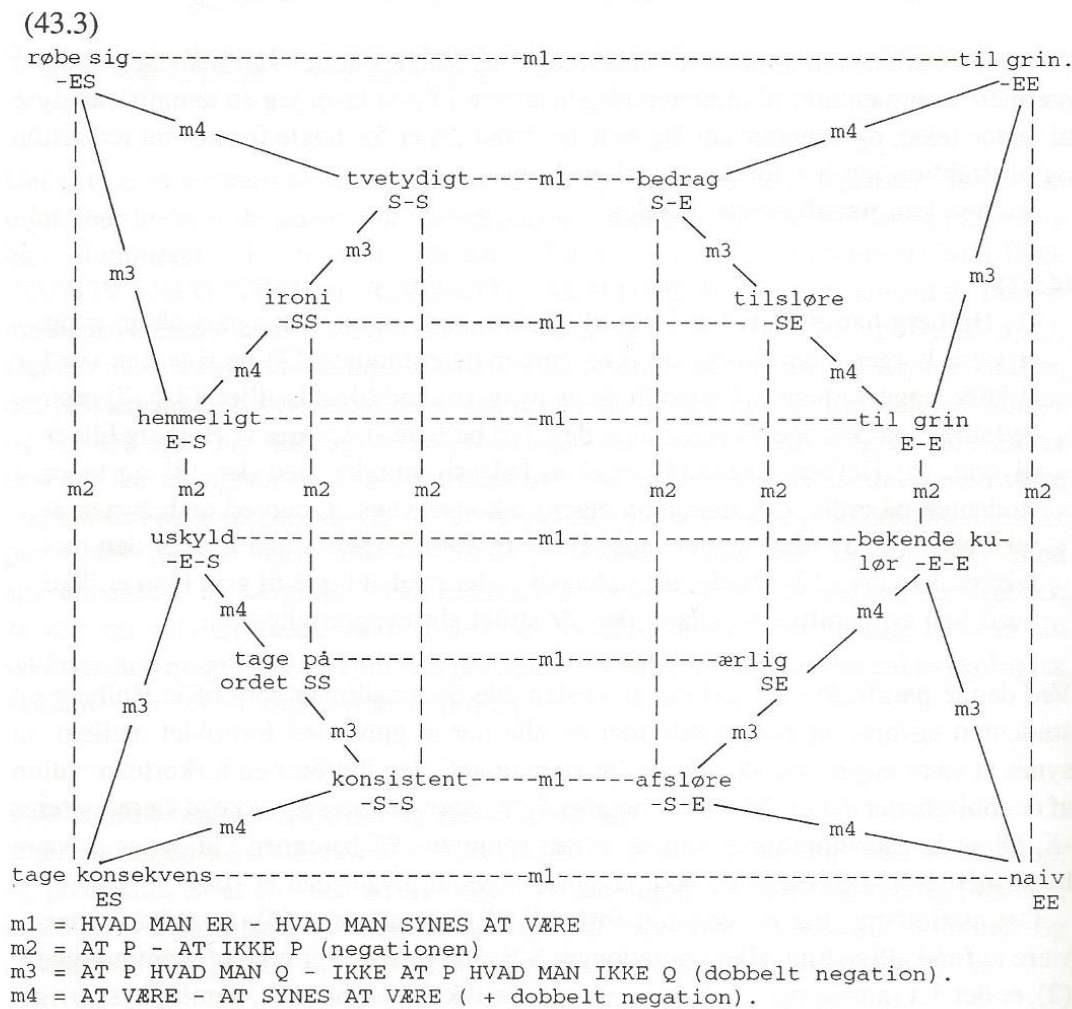 (43.3)
røbe sig-----------------------------m1------------------------------til grin.
-ES -EE
m4 m4
tvetydigt-----m1-----bedrag
S-S S-E
m3 m3 m3 m3
ironi tilsløre
-SS----------------m1--------------SE
m4 m4
hemmeligt------------------m1--------------------til grin
E-S E-E
m2 m2 m2 m2 m2 m2 m2 m2
uskyld---------------------m1--------------------bekende ku-
-E-S lør -E-E
m4 m4
tage på---------------m1----------ærlig
ordet SS SE
m3 m3 m3 m3
konsistent-----m1-----afsløre
-S-S -S-E
m4 m4
tage konsekvens----------------------m1----------------------------------naiv
ES EE
m1 = HVAD MAN ER - HVAD MAN SYNES AT VÆRE
m2 = AT P - AT IKKE P (negationen)
m3 = AT P HVAD MAN Q - IKKE AT P HVAD MAN IKKE Q (dobbelt negation).
m4 = AT VÆRE - AT SYNES AT VÆRE ( + dobbelt negation).